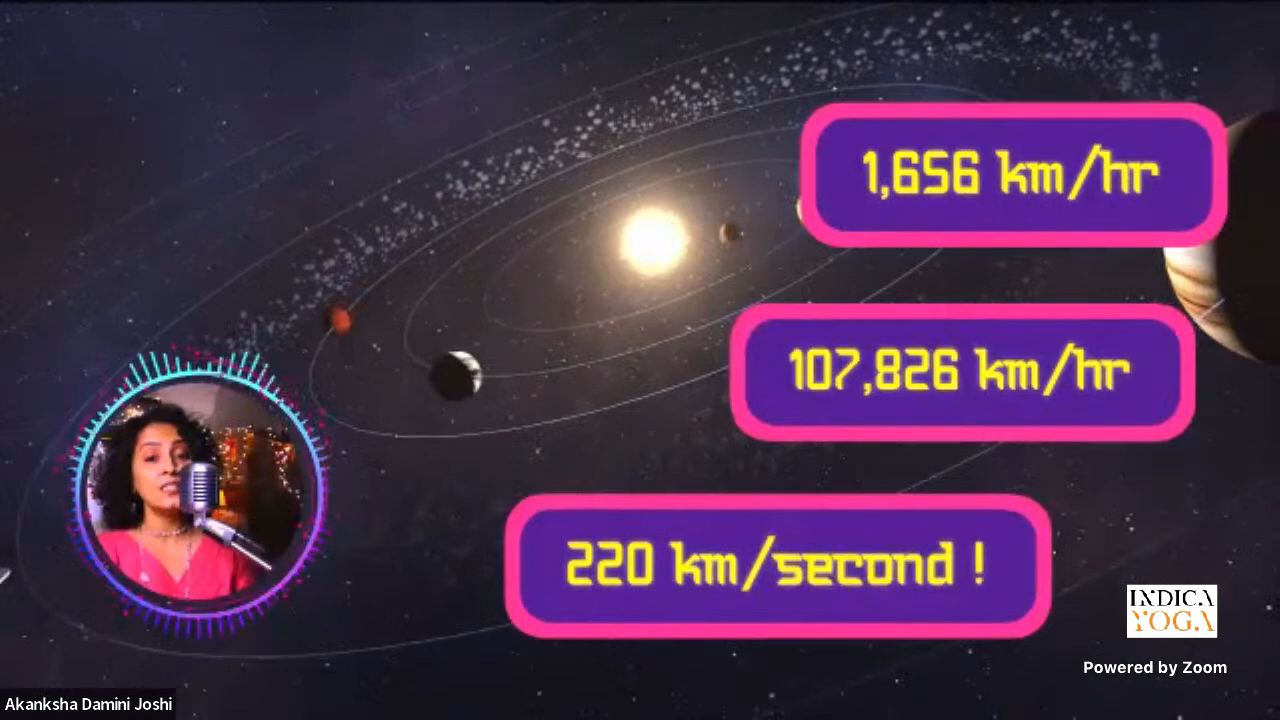 1,656 km/hr
107,826 km/hr
220 km/second !
INDICA
YOGA
Powered by Zoom
Akanksha Damini Joshi